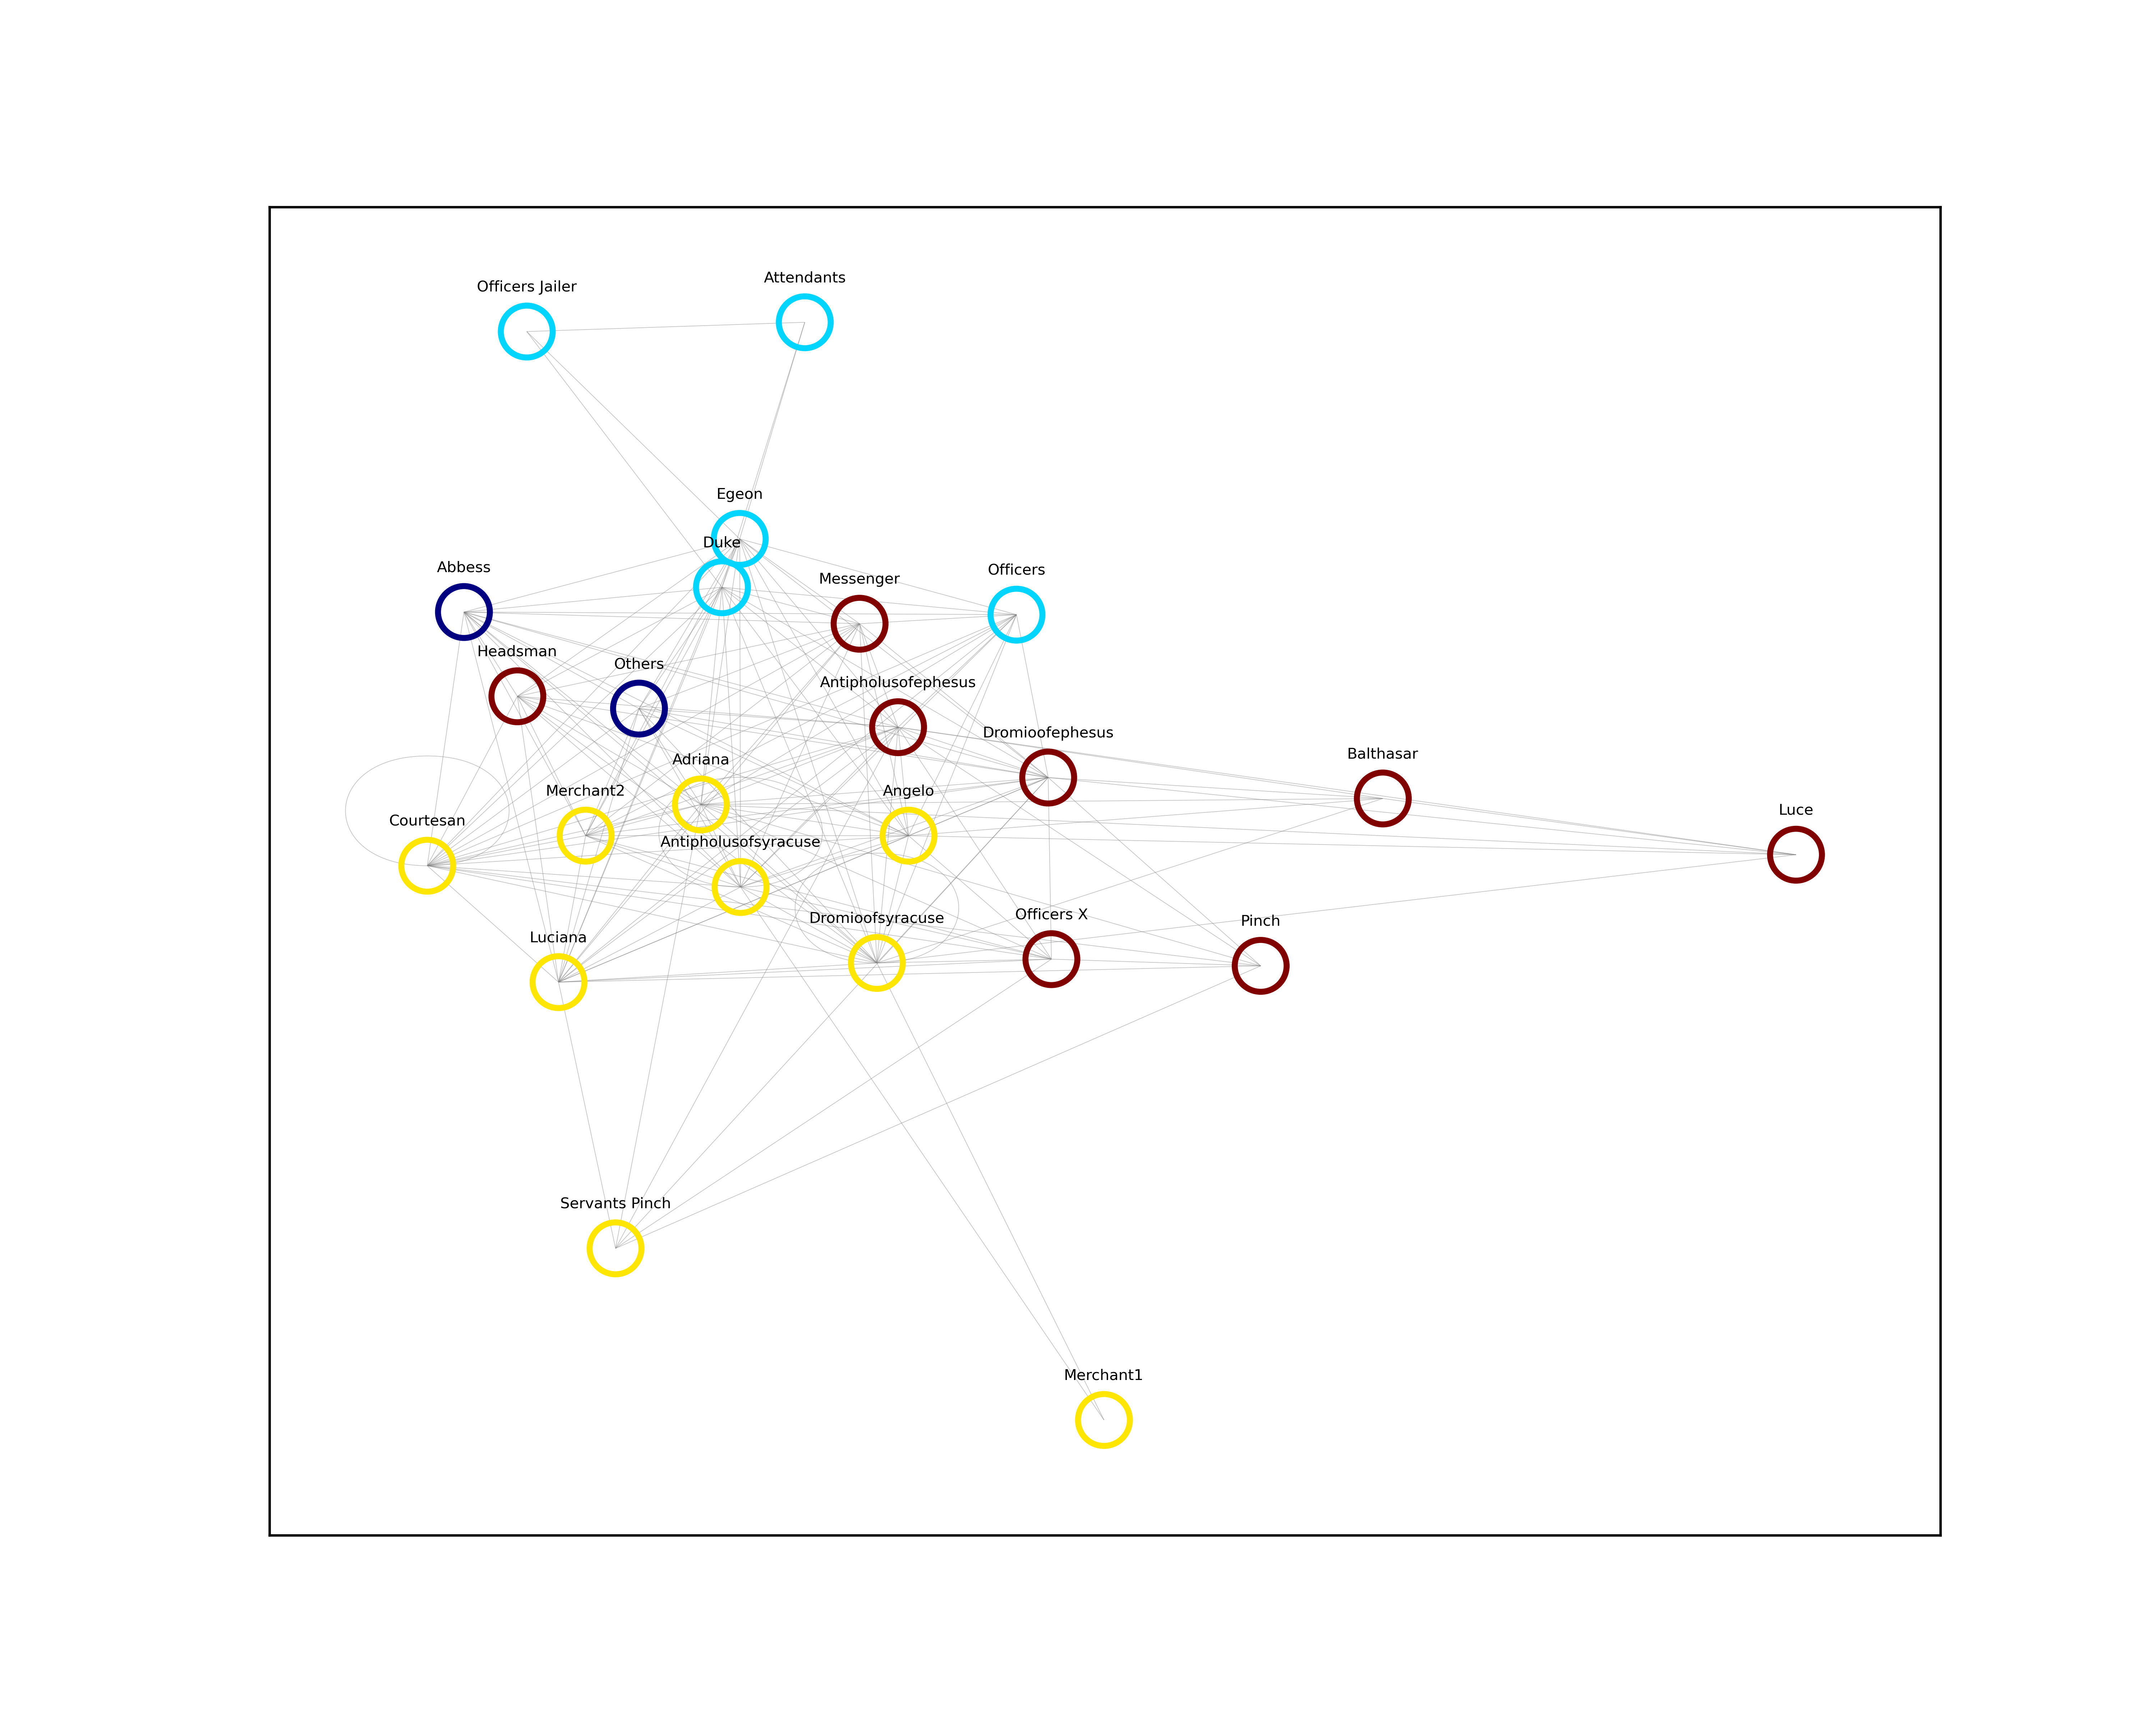 Attendants
Officers Jailer
Egeon
Duke
Abbess
Officers
Messenger
Headsman
Others
Antipholusofephesus
Dromioofephesus
Balthasar
Adriana
Merchant2
Angelo
Luce
Courtesan
Antipholusofsyracuse
Officers X
Dromioofsyracuse
Pinch
Luciana
Servants Pinch
Merchant1